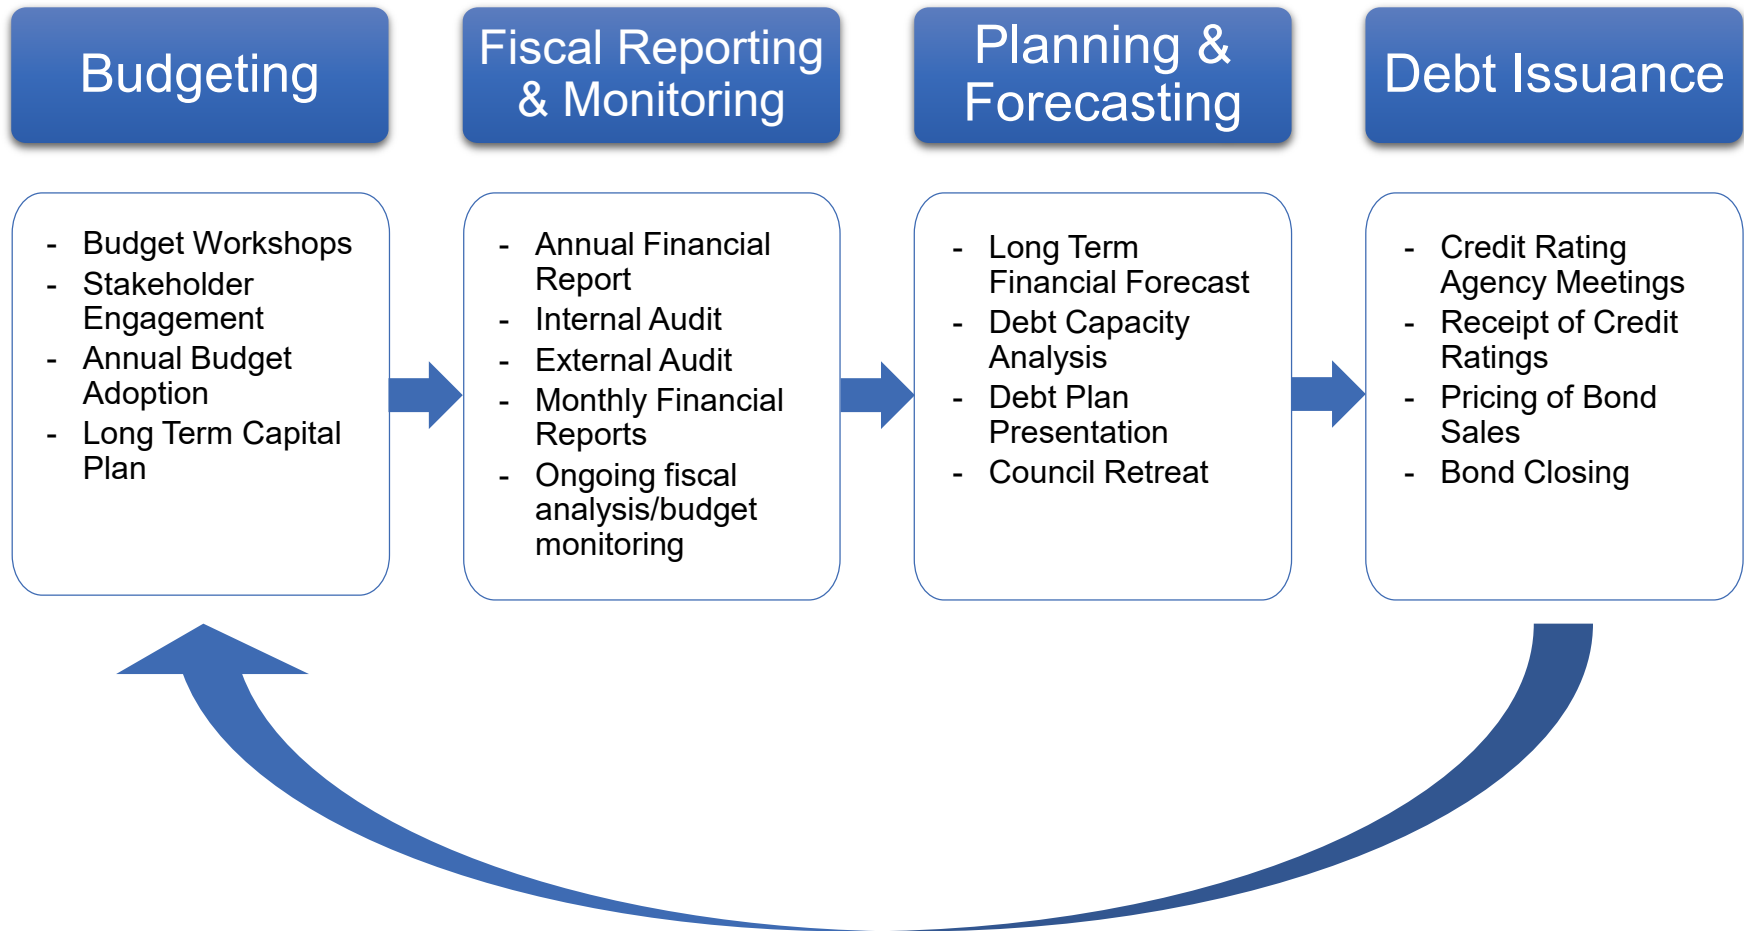 Budgeting
Fiscal Reporting
& Monitoring
Planning &
Forecasting
Debt Issuance
- Budget Workshops
- Stakeholder
Engagement
- Annual Budget
Adoption
- Long Term Capital
Plan
- Annual Financial
Report
- Internal Audit
- External Audit
- Monthly Financial
Reports
- Ongoing fiscal
analysis/budget
monitoring
- Long Term
Financial Forecast
- Debt Capacity
Analysis
- Debt Plan
Presentation
- Council Retreat
- Credit Rating
Agency Meetings
- Receipt of Credit
Ratings
- Pricing of Bond
Sales
- Bond Closing